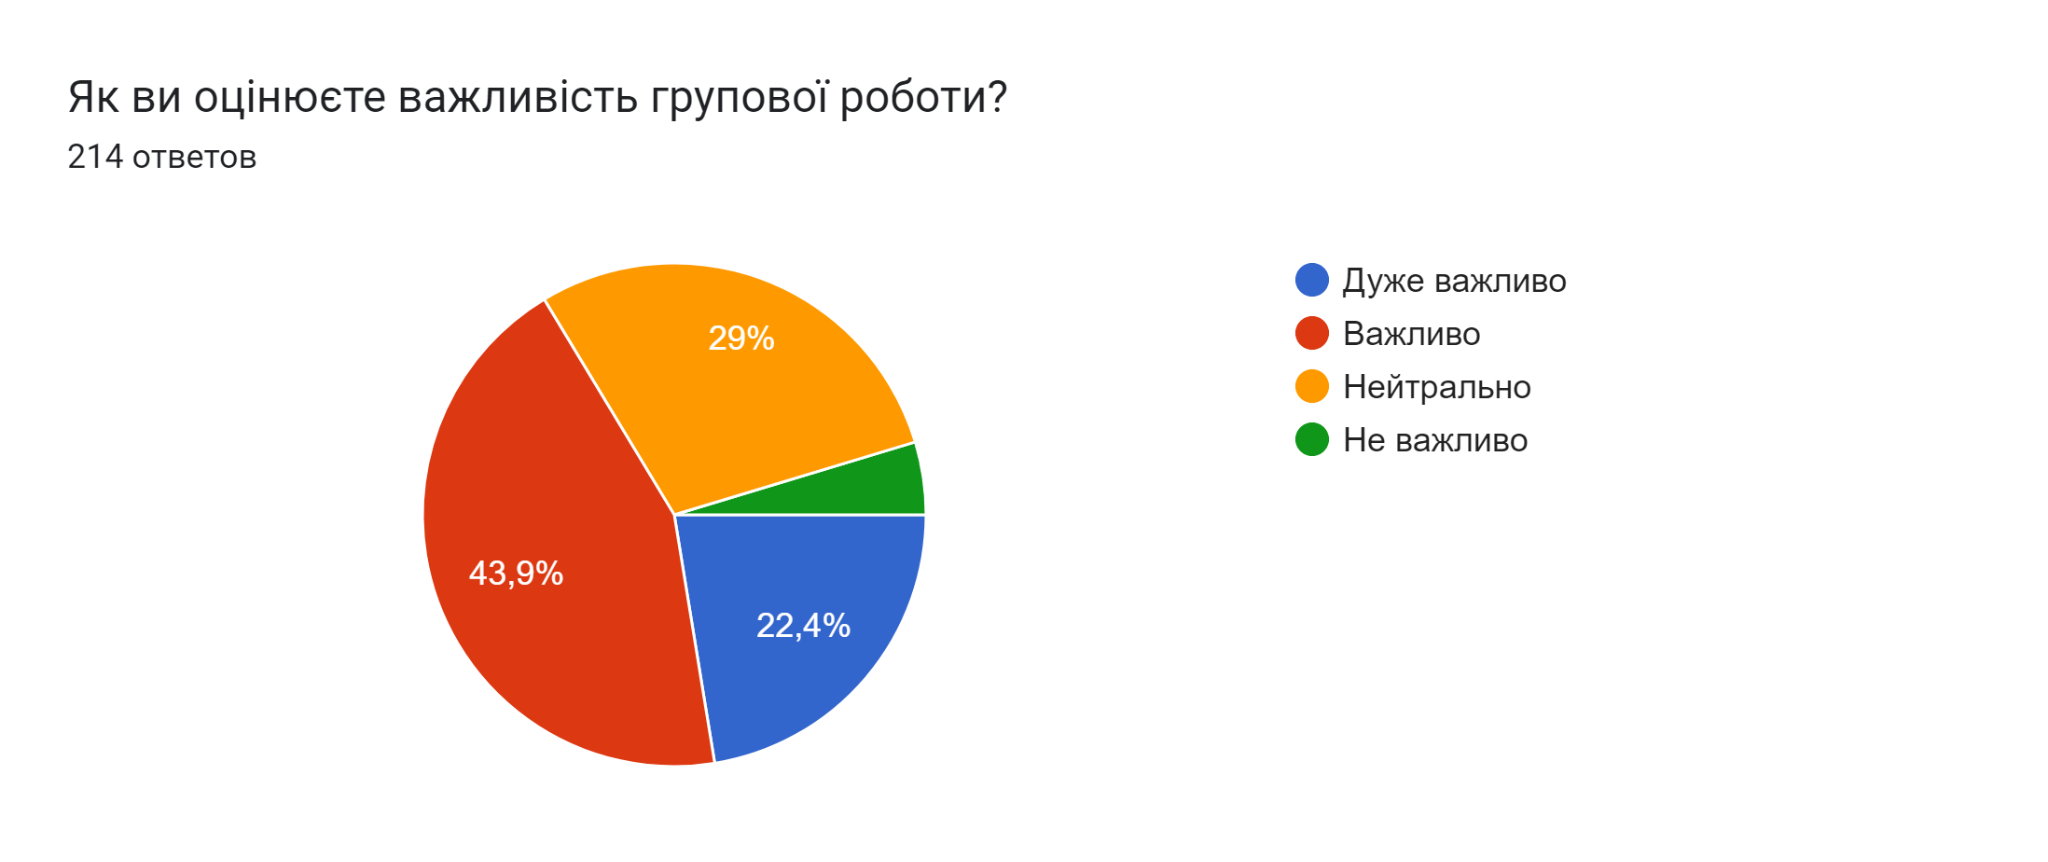 Як ви оцінюєте важливість групової роботи?
214 ответов
29%
43,9%
22,4%
Дуже важливо
Важливо
Нейтрально
Не важливо